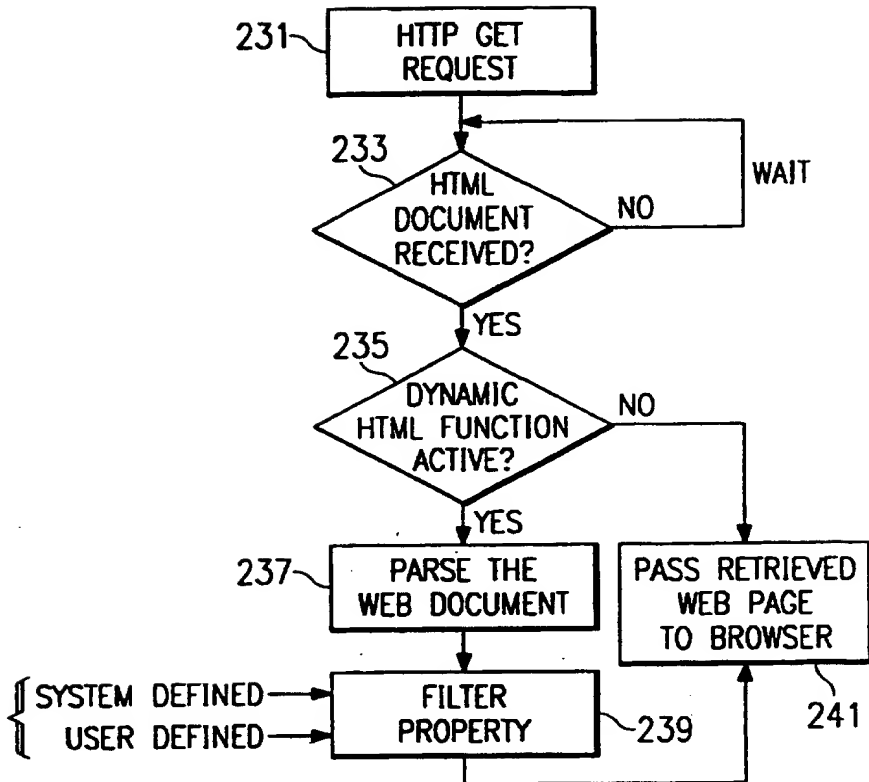 231
HTTP GET
REQUEST
233
HTML
DOCUMENT
RECEIVED?
NO
WAIT
YES
235
DYNAMIC
HTML FUNCTION
ACTIVE?
NO
YES
237
PARSE THE
WEB DOCUMENT
PASS RETRIEVED
WEB PAGE
TO BROWSER
241
SYSTEM DEFINED
USER DEFINED
FILTER
PROPERTY
239